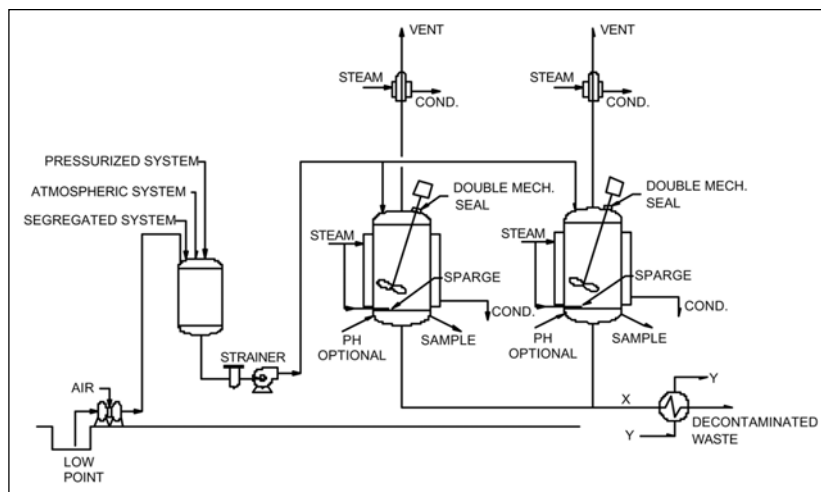 VENT
VENT
STEAM
COND.
STEAM
COND.
PRESSURIZED SYSTEM
ATMOSPHERIC SYSTEM
SEGREGATED SYSTEM
DOUBLE MECH.
SEAL
DOUBLE MECH.
SEAL
STEAM
SPARGE
COND.
STEAM
SPARGE
COND.
PH
OPTIONAL
SAMPLE
PH
OPTIONAL
SAMPLE
STRAINER
AIR
LOW
POINT
X
Y
Y
DECONTAMINATED
WASTE